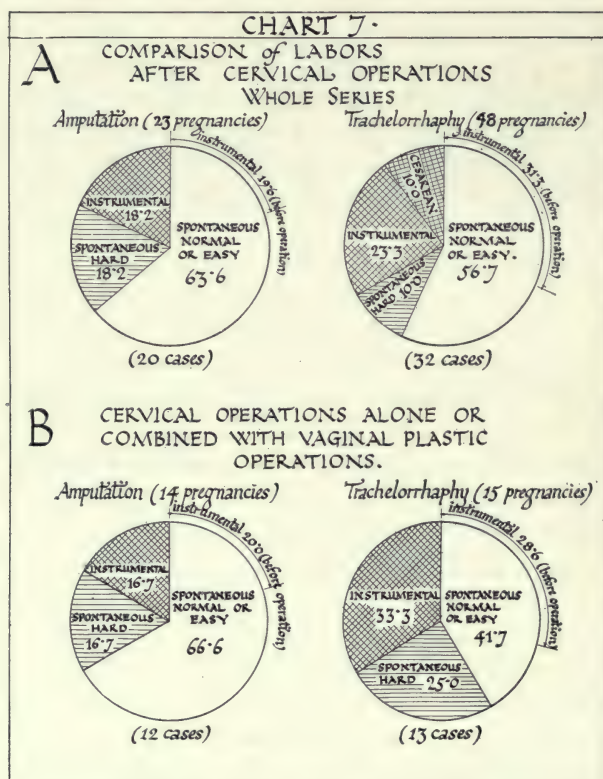 CHART 7.
A COMPARISON of LABORS
AFTER CERVICAL OPERATIONS
WHOLE SERIES
Amputation (23 pregnancies)
instrumental 19·0 (before operation)
INSTRUMENTAL
18·2
SPONTANEOUS
HARD
18·2
SPONTANEOUS
NORMAL
OR EASY
63·6
(20 cases)
Trachelorrhaphy (48 pregnancies)
instrumental 31·3 (before operation)
CESAREAN
10·0
INSTRUMENTAL
23·3
SPONTANEOUS
HARD 10·0
SPONTANEOUS
NORMAL
OR EASY.
56·7
(32 cases)
B CERVICAL OPERATIONS ALONE OR
COMBINED WITH VAGINAL PLASTIC
OPERATIONS.
Amputation (14 pregnancies)
instrumental 20·0 (before operation)
INSTRUMENTAL
16·7
SPONTANEOUS
HARD
16·7
SPONTANEOUS
NORMAL OR
EASY
66·6
(12 cases)
Trachelorrhaphy (15 pregnancies)
instrumental 28·6 (before operation)
INSTRUMENTAL
33·3
SPONTANEOUS
HARD 25·0
SPONTANEOUS
NORMAL
OR EASY
41·7
(13 cases)